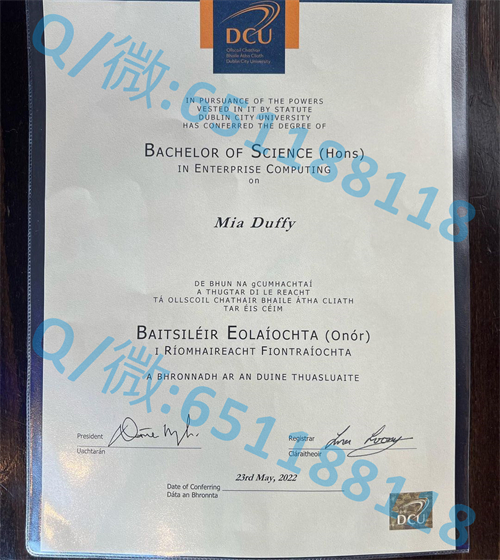 DCU
Ollscoil Chathair
Bhaile Átha Cliath
Dublin City University
IN PURSUANCE OF THE POWERS
VESTED IN IT BY STATUTE
DUBLIN CITY UNIVERSITY
HAS CONFERRED THE DEGREE OF
BACHELOR OF SCIENCE (Hons)
IN ENTERPRISE COMPUTING
on
Mia Duffy
DE BHUN NA gCUMHACHTAÍ
A THUGTAR DI LE REACHT
TÁ OLLSCOIL CHATHAIR BHAILE ÁTHA CLIATH
TAR ÉIS CÉIM
BAITSILÉIR EOLAÍOCHTA (Onór)
I RÍOMHAIREACHT FIONTRAÍOCHTA
A BHRONNADH AR AN DUINE THUASLUAITE
President
Uachtarán
Registrar
Cláraitheoir
Date of Conferring
Dáta an Bhronnta
23rd May, 2022
DCU
Q/微:651188118
Q/微:651188118